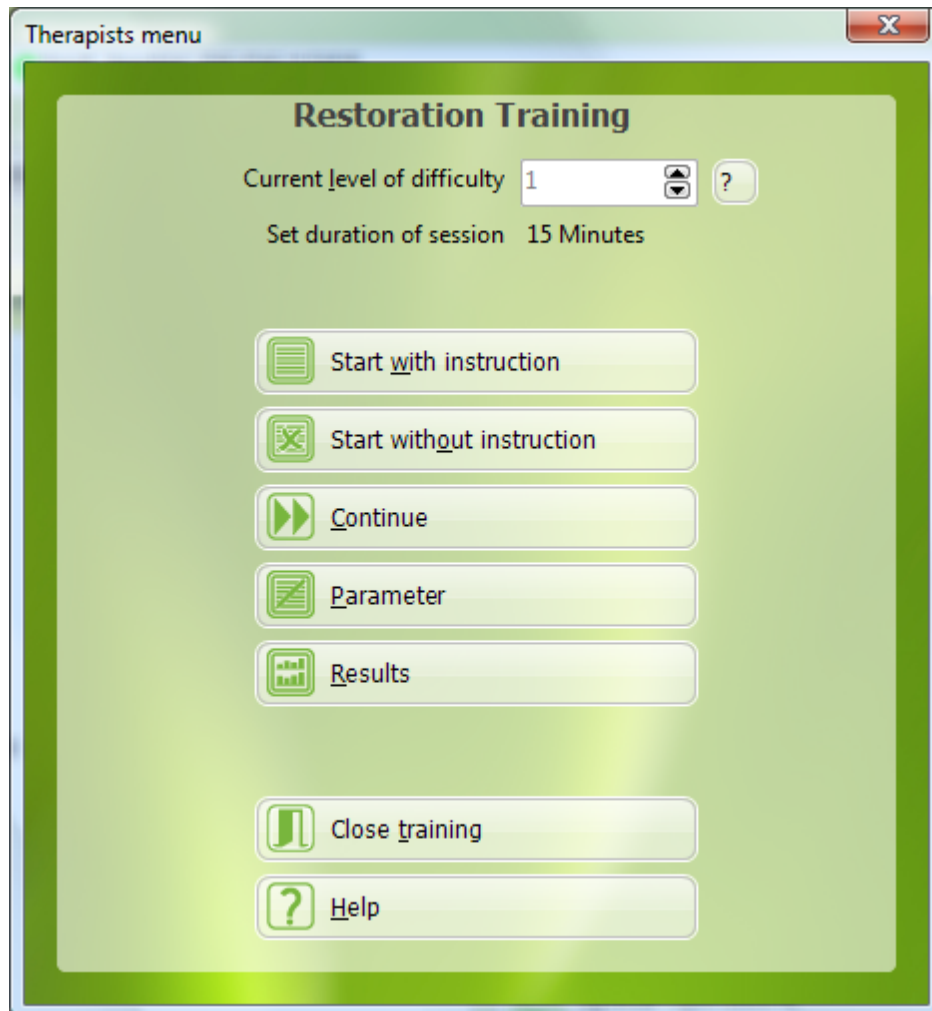 Therapists menu
Restoration Training
Current level of difficulty 1 ?
Set duration of session 15 Minutes
Start with instruction
Start without instruction
Continue
Parameter
Results
Close training
? Help